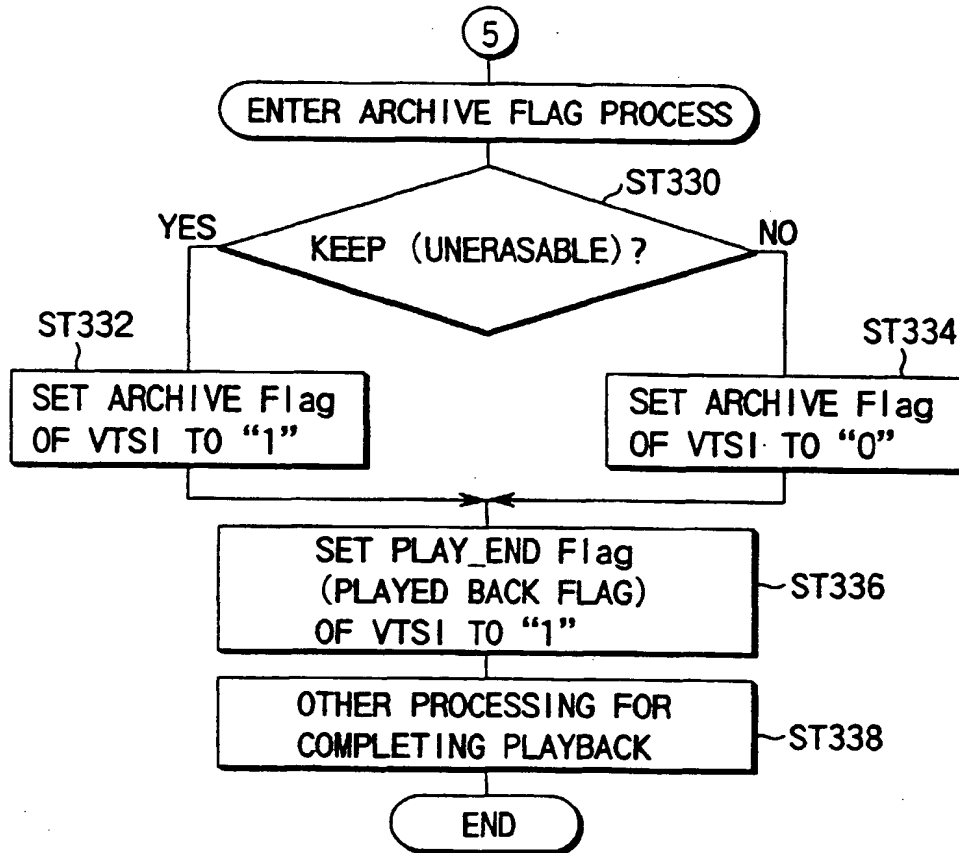 5
ENTER ARCHIVE FLAG PROCESS
ST330
YES
KEEP (UNERASABLE)?
NO
ST332
ST334
SET ARCHIVE Flag
OF VTSI TO “1”
SET ARCHIVE Flag
OF VTSI TO “0”
SET PLAY_END Flag
(PLAYED BACK FLAG)
OF VTSI TO “1”
ST336
OTHER PROCESSING FOR
COMPLETING PLAYBACK
ST338
END